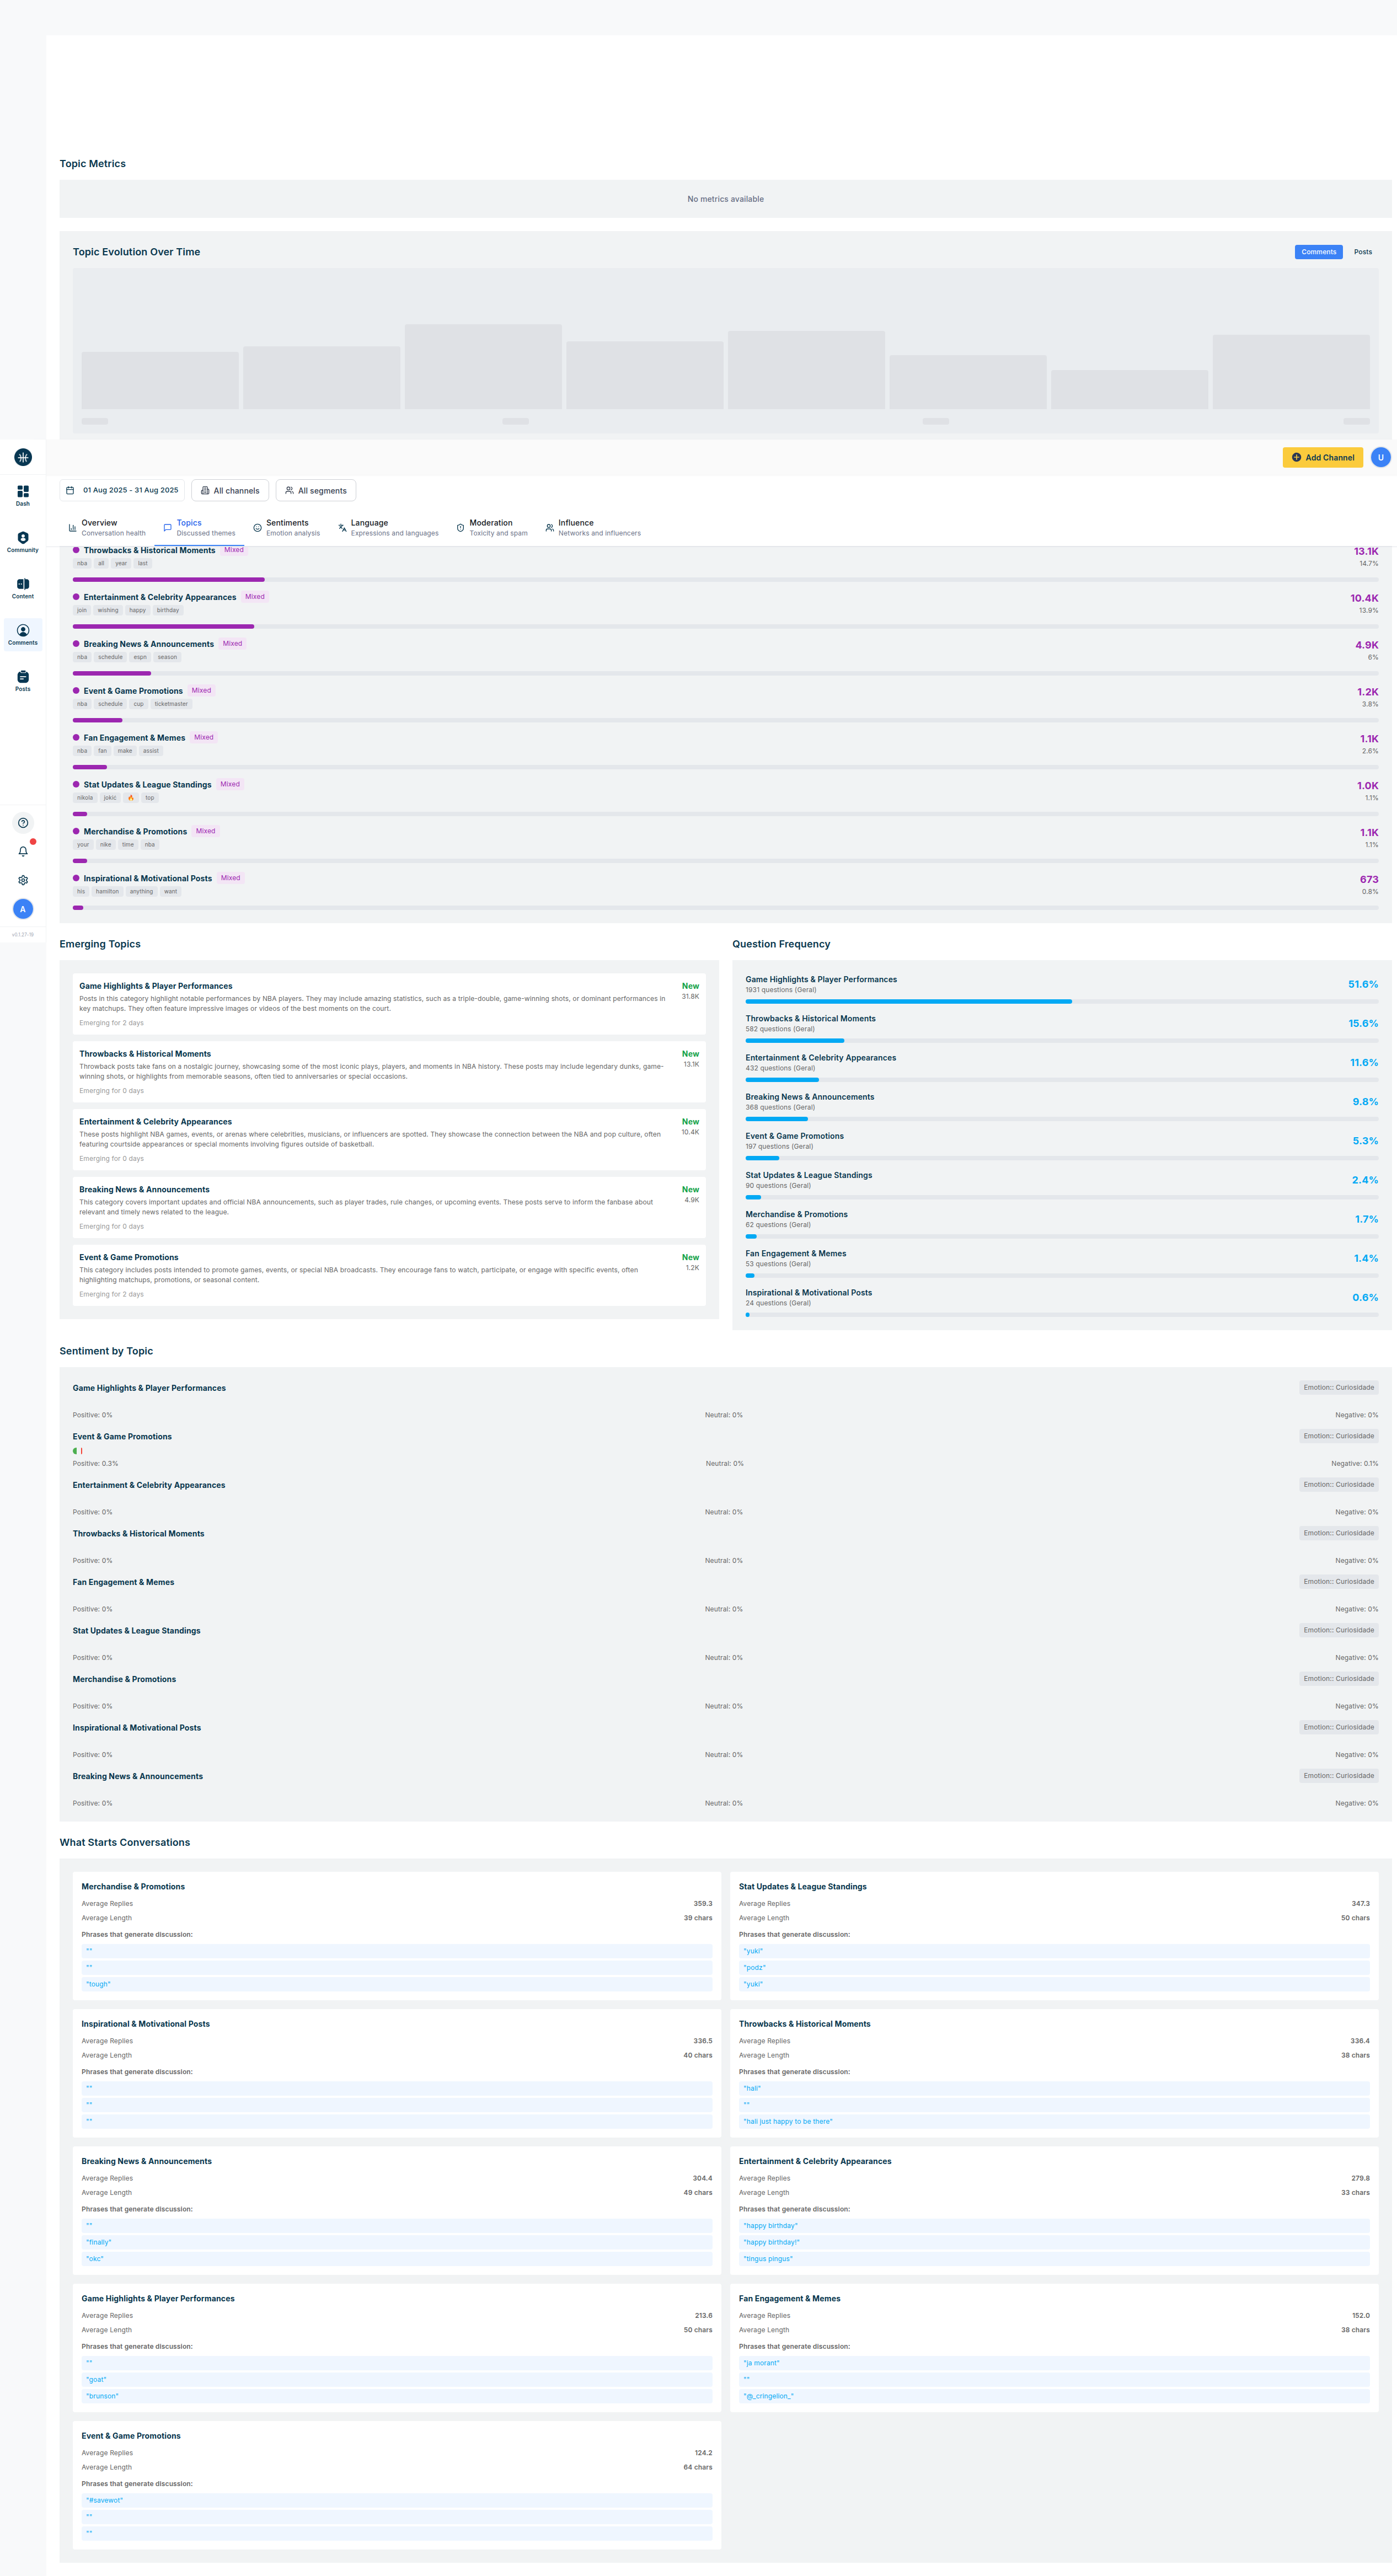 Topic Metrics
No metrics available
Topic Evolution Over Time
Comments
Posts
Add Channel
U
Dash
Community
Content
Comments
Posts
A
v0.1.27-16
01 Aug 2025 - 31 Aug 2025
All channels
All segments
Overview
Conversation health
Topics
Discussed themes
Sentiments
Emotion analysis
Language
Expressions and languages
Moderation
Toxicity and spam
Influence
Networks and influencers
Throwbacks & Historical Moments Mixed
13.1K
nba all year last
14.7%
Entertainment & Celebrity Appearances Mixed
10.4K
join wishing happy birthday
13.9%
Breaking News & Announcements Mixed
4.9K
nba schedule espn season
6%
Event & Game Promotions Mixed
1.2K
nba schedule cup ticketmaster
3.8%
Fan Engagement & Memes Mixed
1.1K
nba fan make assist
2.6%
Stat Updates & League Standings Mixed
1.0K
nikola jokic 🔥 top
1.1%
Merchandise & Promotions Mixed
1.1K
your nike time nba
1.1%
Inspirational & Motivational Posts Mixed
673
his hamilton anything want
0.8%
Emerging Topics
Game Highlights & Player Performances
New
31.8K
Posts in this category highlight notable performances by NBA players. They may include amazing statistics, such as a triple-double, game-winning shots, or dominant performances in
key matchups. They often feature impressive images or videos of the best moments on the court.
Emerging for 2 days
Throwbacks & Historical Moments
New
13.1K
Throwback posts take fans on a nostalgic journey, showcasing some of the most iconic plays, players, and moments in NBA history. These posts may include legendary dunks, game-
winning shots, or highlights from memorable seasons, often tied to anniversaries or special occasions.
Emerging for 0 days
Entertainment & Celebrity Appearances
New
10.4K
These posts highlight NBA games, events, or arenas where celebrities, musicians, or influencers are spotted. They showcase the connection between the NBA and pop culture, often
featuring courtside appearances or special moments involving figures outside of basketball.
Emerging for 0 days
Breaking News & Announcements
New
4.9K
This category covers important updates and official NBA announcements, such as player trades, rule changes, or upcoming events. These posts serve to inform the fanbase about
relevant and timely news related to the league.
Emerging for 0 days
Event & Game Promotions
New
1.2K
This category includes posts intended to promote games, events, or special NBA broadcasts. They encourage fans to watch, participate, or engage with specific events, often
highlighting matchups, promotions, or seasonal content.
Emerging for 2 days
Question Frequency
Game Highlights & Player Performances
1931 questions (Geral)
51.6%
Throwbacks & Historical Moments
582 questions (Geral)
15.6%
Entertainment & Celebrity Appearances
432 questions (Geral)
11.6%
Breaking News & Announcements
368 questions (Geral)
9.8%
Event & Game Promotions
197 questions (Geral)
5.3%
Stat Updates & League Standings
90 questions (Geral)
2.4%
Merchandise & Promotions
62 questions (Geral)
1.7%
Fan Engagement & Memes
53 questions (Geral)
1.4%
Inspirational & Motivational Posts
24 questions (Geral)
0.6%
Sentiment by Topic
Game Highlights & Player Performances
Emotion:: Curiosidade
Positive: 0% Neutral: 0% Negative: 0%
Event & Game Promotions
Emotion:: Curiosidade
Positive: 0.3% Neutral: 0% Negative: 0.1%
Entertainment & Celebrity Appearances
Emotion:: Curiosidade
Positive: 0% Neutral: 0% Negative: 0%
Throwbacks & Historical Moments
Emotion:: Curiosidade
Positive: 0% Neutral: 0% Negative: 0%
Fan Engagement & Memes
Emotion:: Curiosidade
Positive: 0% Neutral: 0% Negative: 0%
Stat Updates & League Standings
Emotion:: Curiosidade
Positive: 0% Neutral: 0% Negative: 0%
Merchandise & Promotions
Emotion:: Curiosidade
Positive: 0% Neutral: 0% Negative: 0%
Inspirational & Motivational Posts
Emotion:: Curiosidade
Positive: 0% Neutral: 0% Negative: 0%
Breaking News & Announcements
Emotion:: Curiosidade
Positive: 0% Neutral: 0% Negative: 0%
What Starts Conversations
Merchandise & Promotions
Average Replies 359.3
Average Length 39 chars
Phrases that generate discussion:
""
""
"tough"
Stat Updates & League Standings
Average Replies 347.3
Average Length 50 chars
Phrases that generate discussion:
"yuki"
"podz"
"yuki"
Inspirational & Motivational Posts
Average Replies 336.5
Average Length 40 chars
Phrases that generate discussion:
""
""
""
Throwbacks & Historical Moments
Average Replies 336.4
Average Length 38 chars
Phrases that generate discussion:
"hali"
""
"hali just happy to be there"
Breaking News & Announcements
Average Replies 304.4
Average Length 49 chars
Phrases that generate discussion:
""
"finally"
"okc"
Entertainment & Celebrity Appearances
Average Replies 279.8
Average Length 33 chars
Phrases that generate discussion:
"happy birthday"
"happy birthday!"
"tingus pingus"
Game Highlights & Player Performances
Average Replies 213.6
Average Length 50 chars
Phrases that generate discussion:
""
"goat"
"brunson"
Fan Engagement & Memes
Average Replies 152.0
Average Length 38 chars
Phrases that generate discussion:
"ja morant"
""
"@_cringelion_"
Event & Game Promotions
Average Replies 124.2
Average Length 64 chars
Phrases that generate discussion:
"#savewot"
""
""